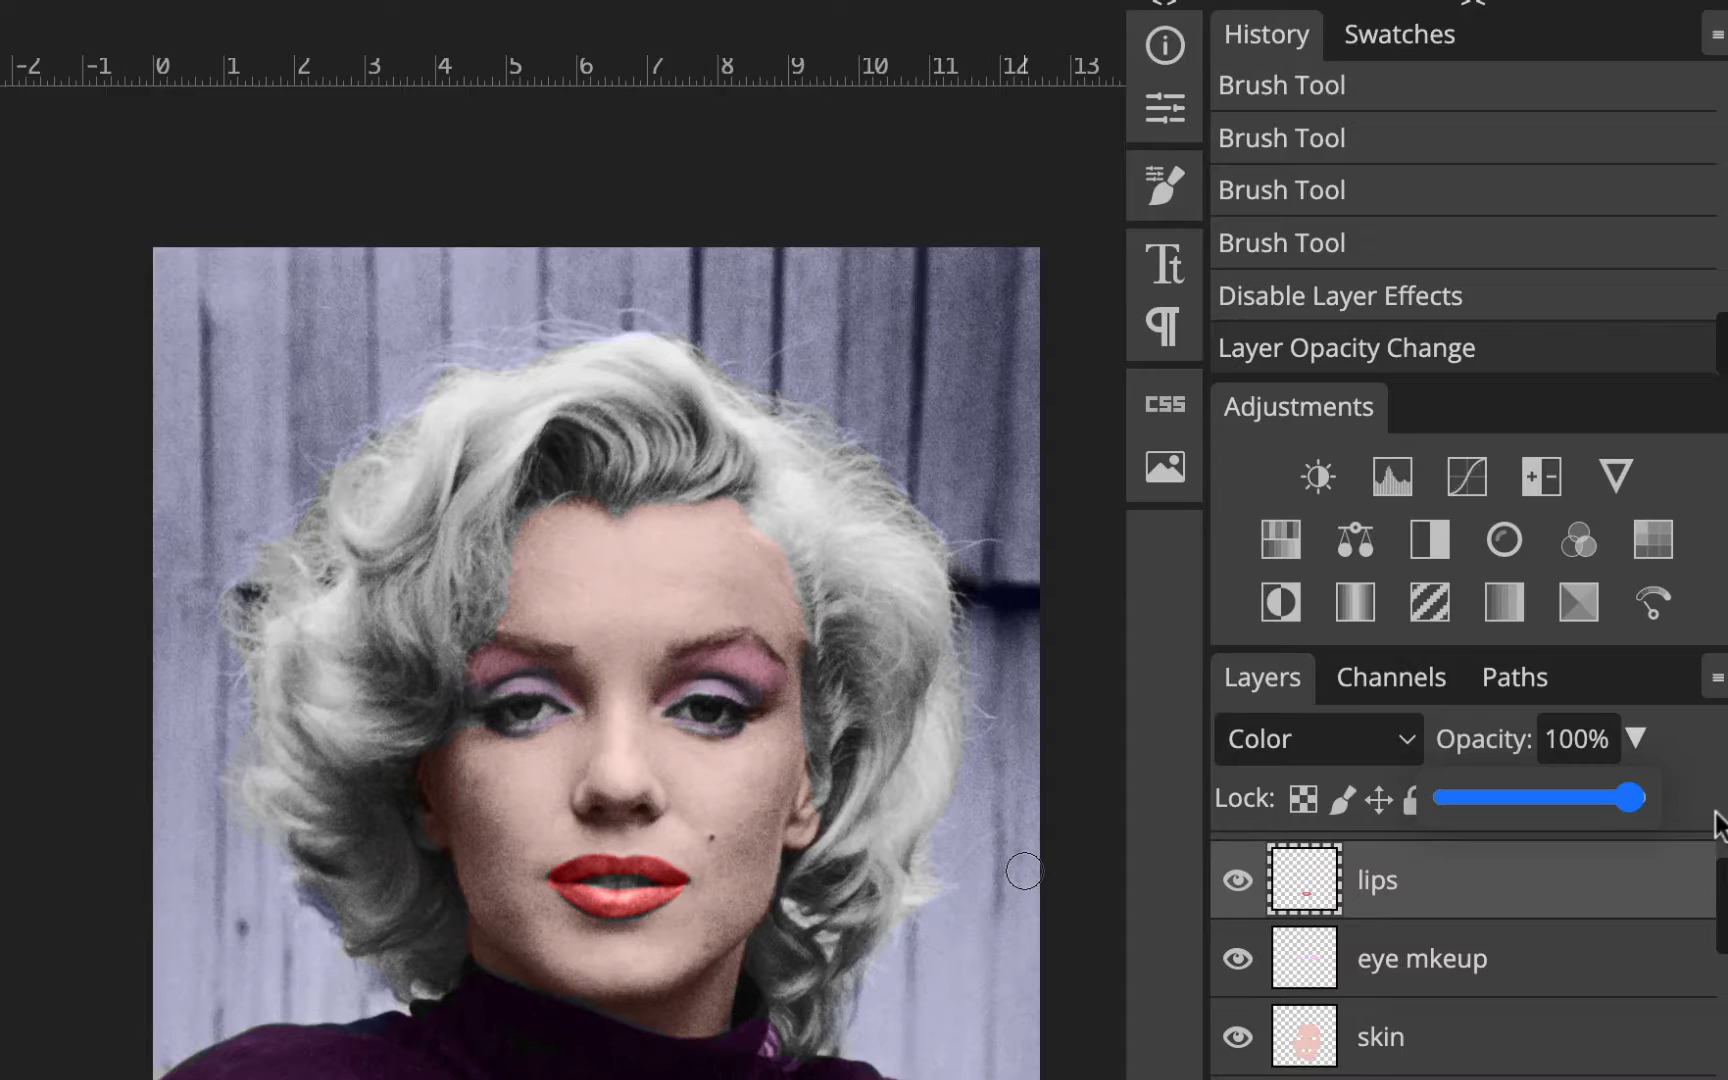 History Swatches
-2 -1 0 1 2 3 4 5 6 7 8 9 10 11 12 13
Brush Tool
Brush Tool
Brush Tool
Brush Tool
Disable Layer Effects
Layer Opacity Change
CSS
Adjustments
Layers Channels Paths
Color Opacity: 100%
Lock:
lips
eye mkeup
skin